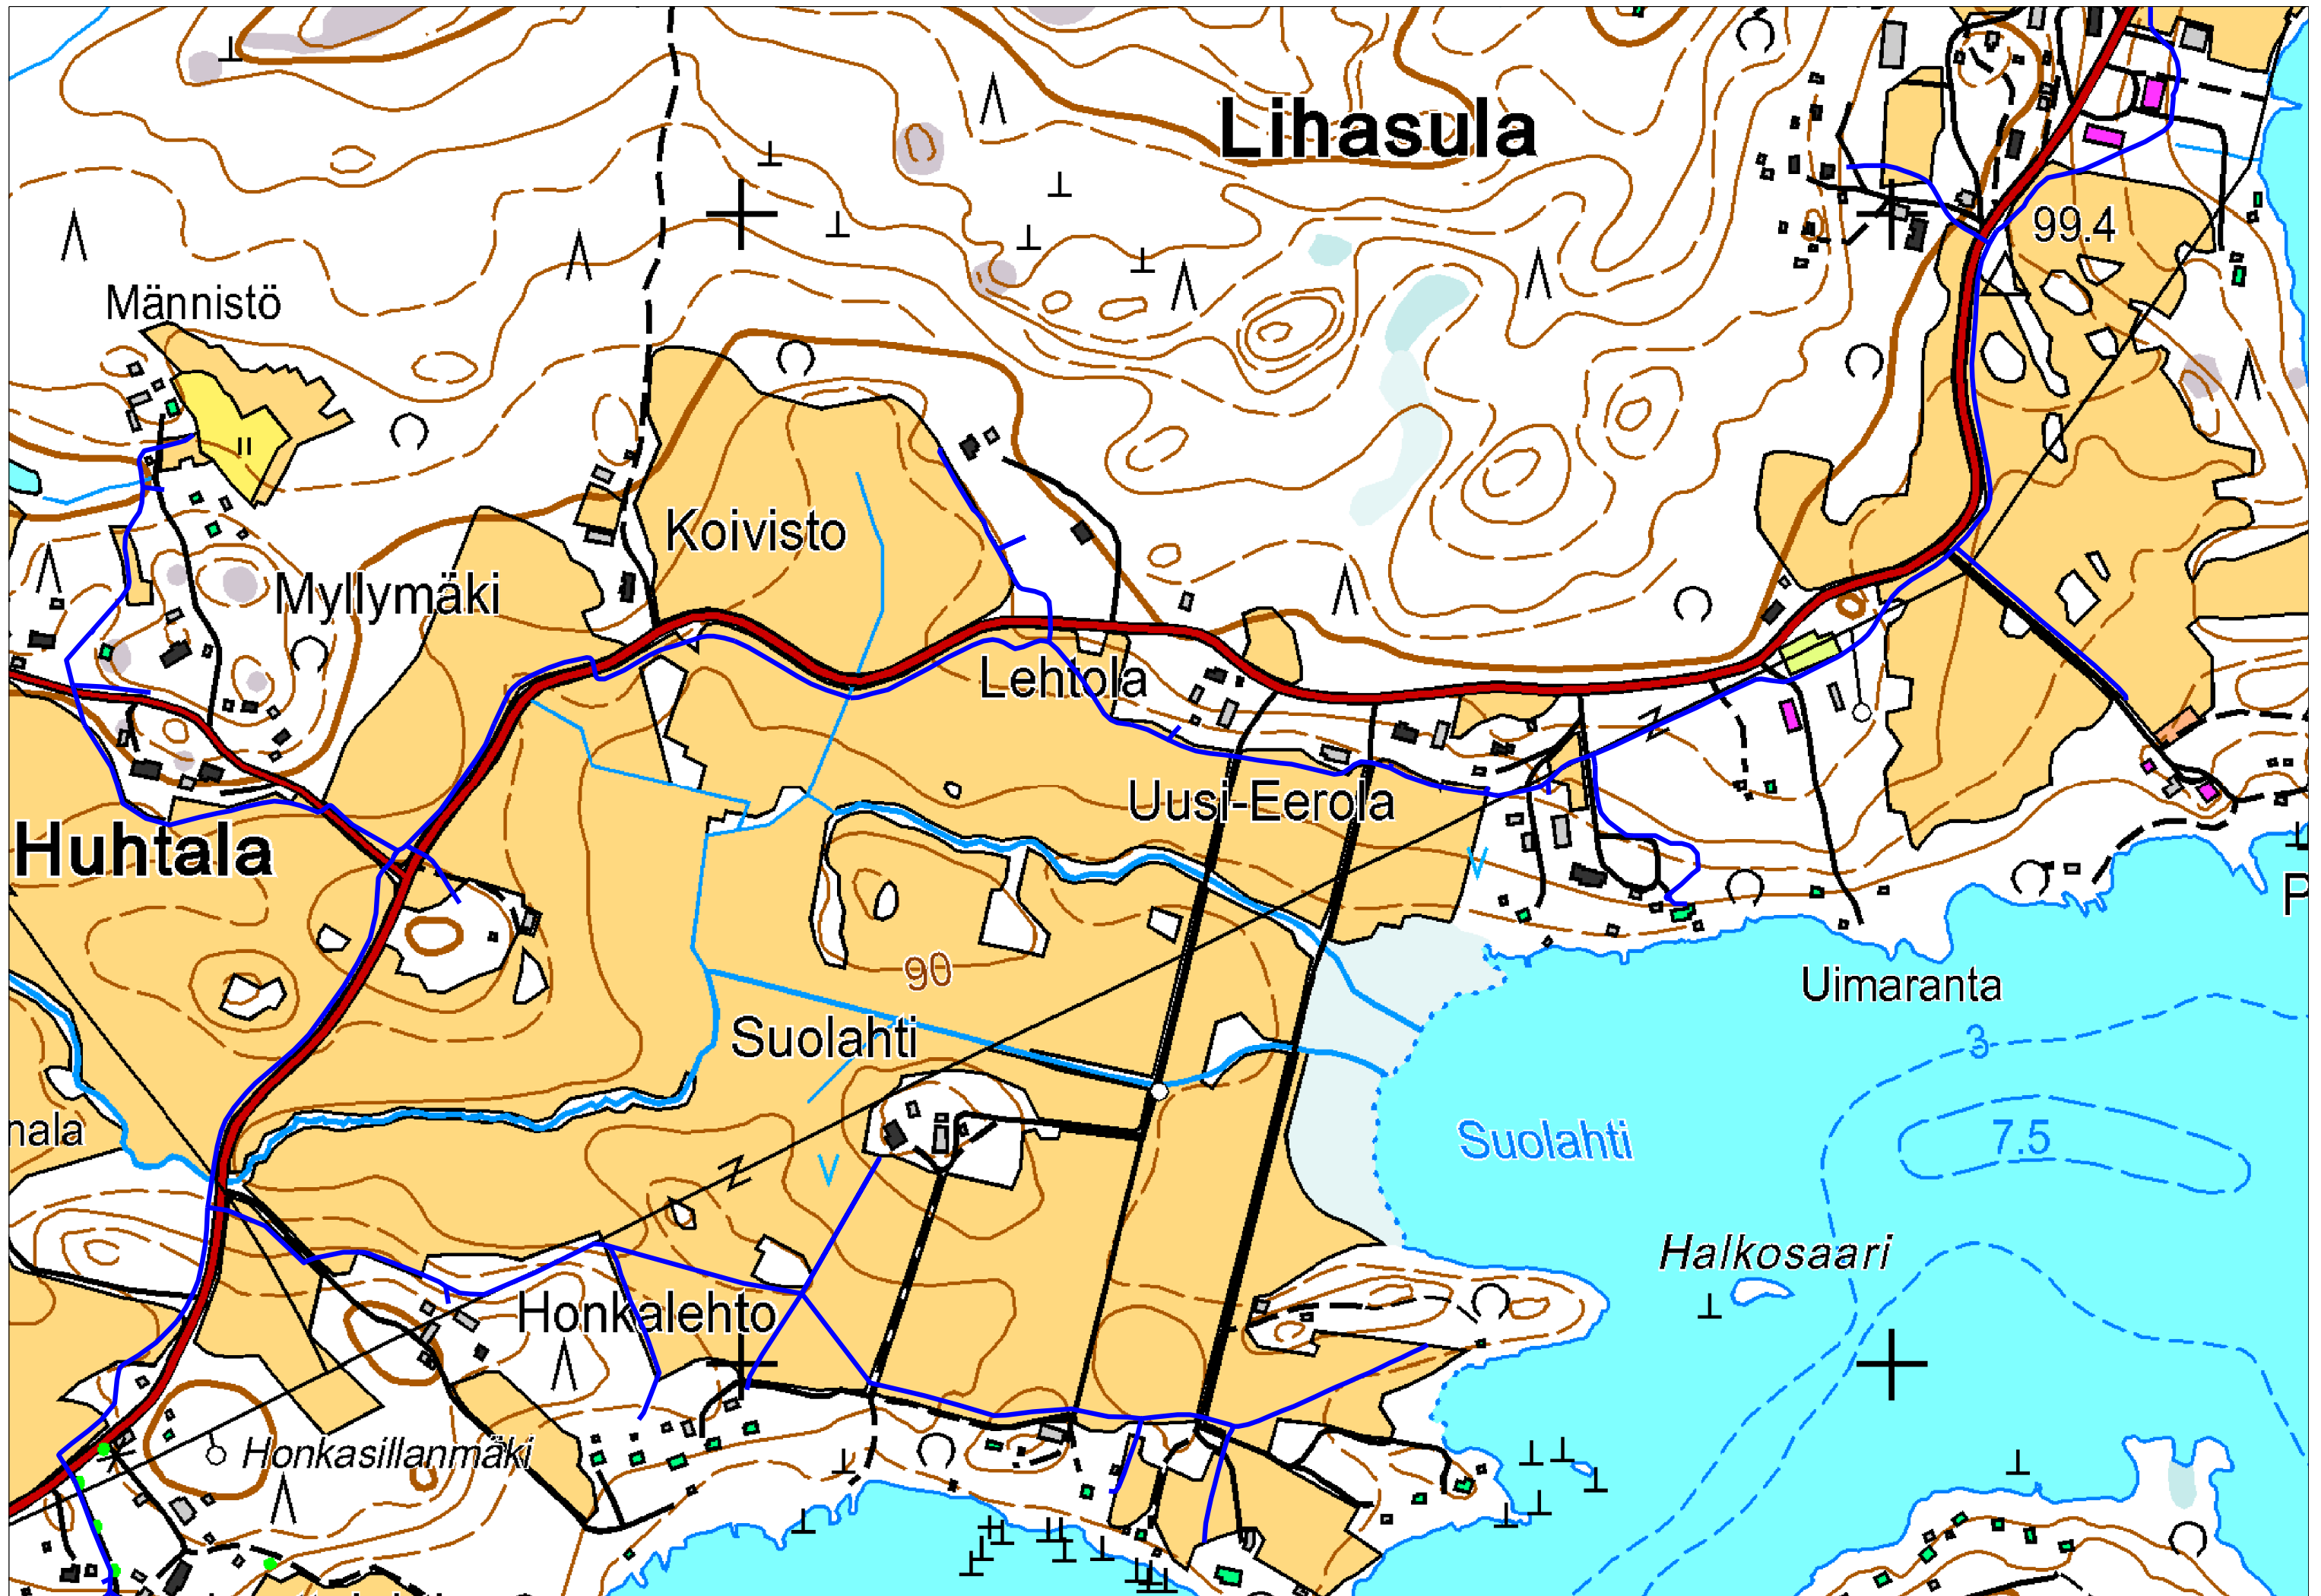 Lihasula
99.4
Männistö
Koivisto
Myllymäki
Lehtola
Uusi-Eerola
Huhtala
P
90
Uimaranta
Suolahti
3
nala
Suolahti
7.5
Halkosaari
Honkalehto
Honkasillanmäki